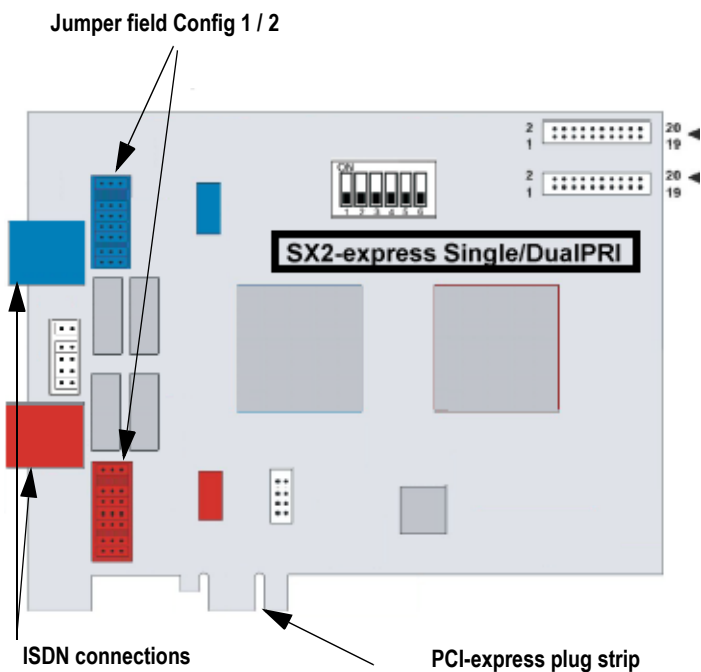 Jumper field Config 1 / 2
2 20
1 19
ON
1 2 3 4 5 6
2 20
1 19
SX2-express Single/DualPRI
ISDN connections
PCI-express plug strip